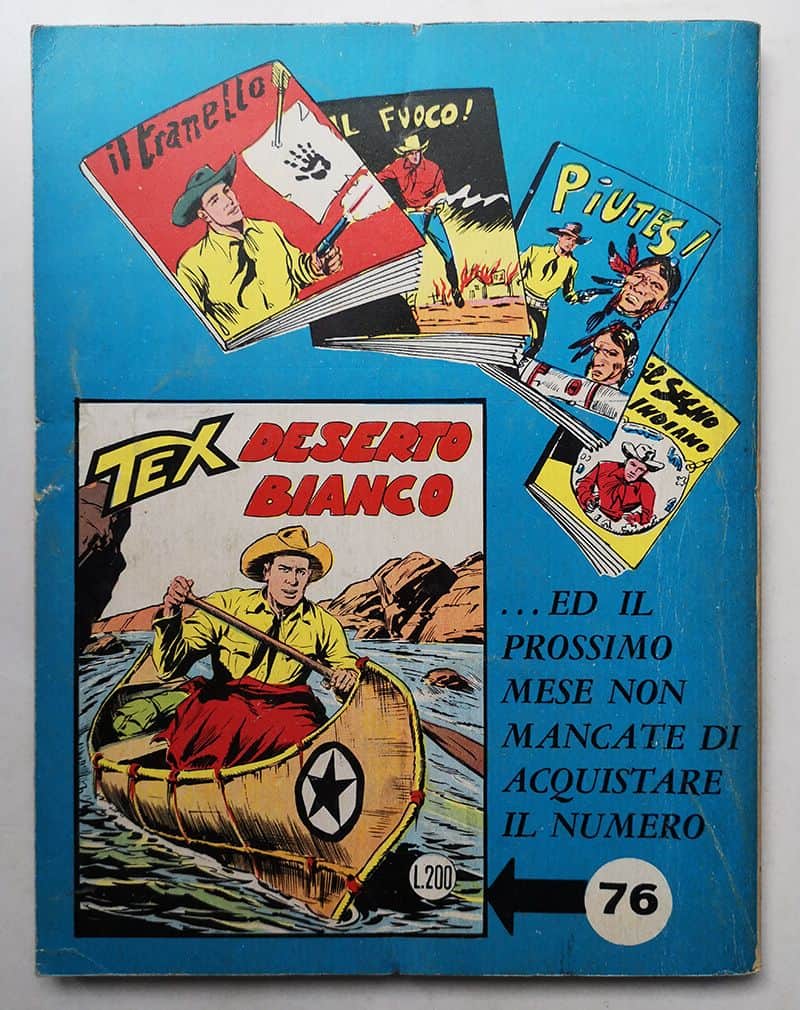 il tranello
IL FUOCO!
PIUTES!
il SEGNO
INDIANO
TEX DESERTO
BIANCO
L.200
...ED IL
PROSSIMO
MESE NON
MANCATE DI
ACQUISTARE
IL NUMERO
76